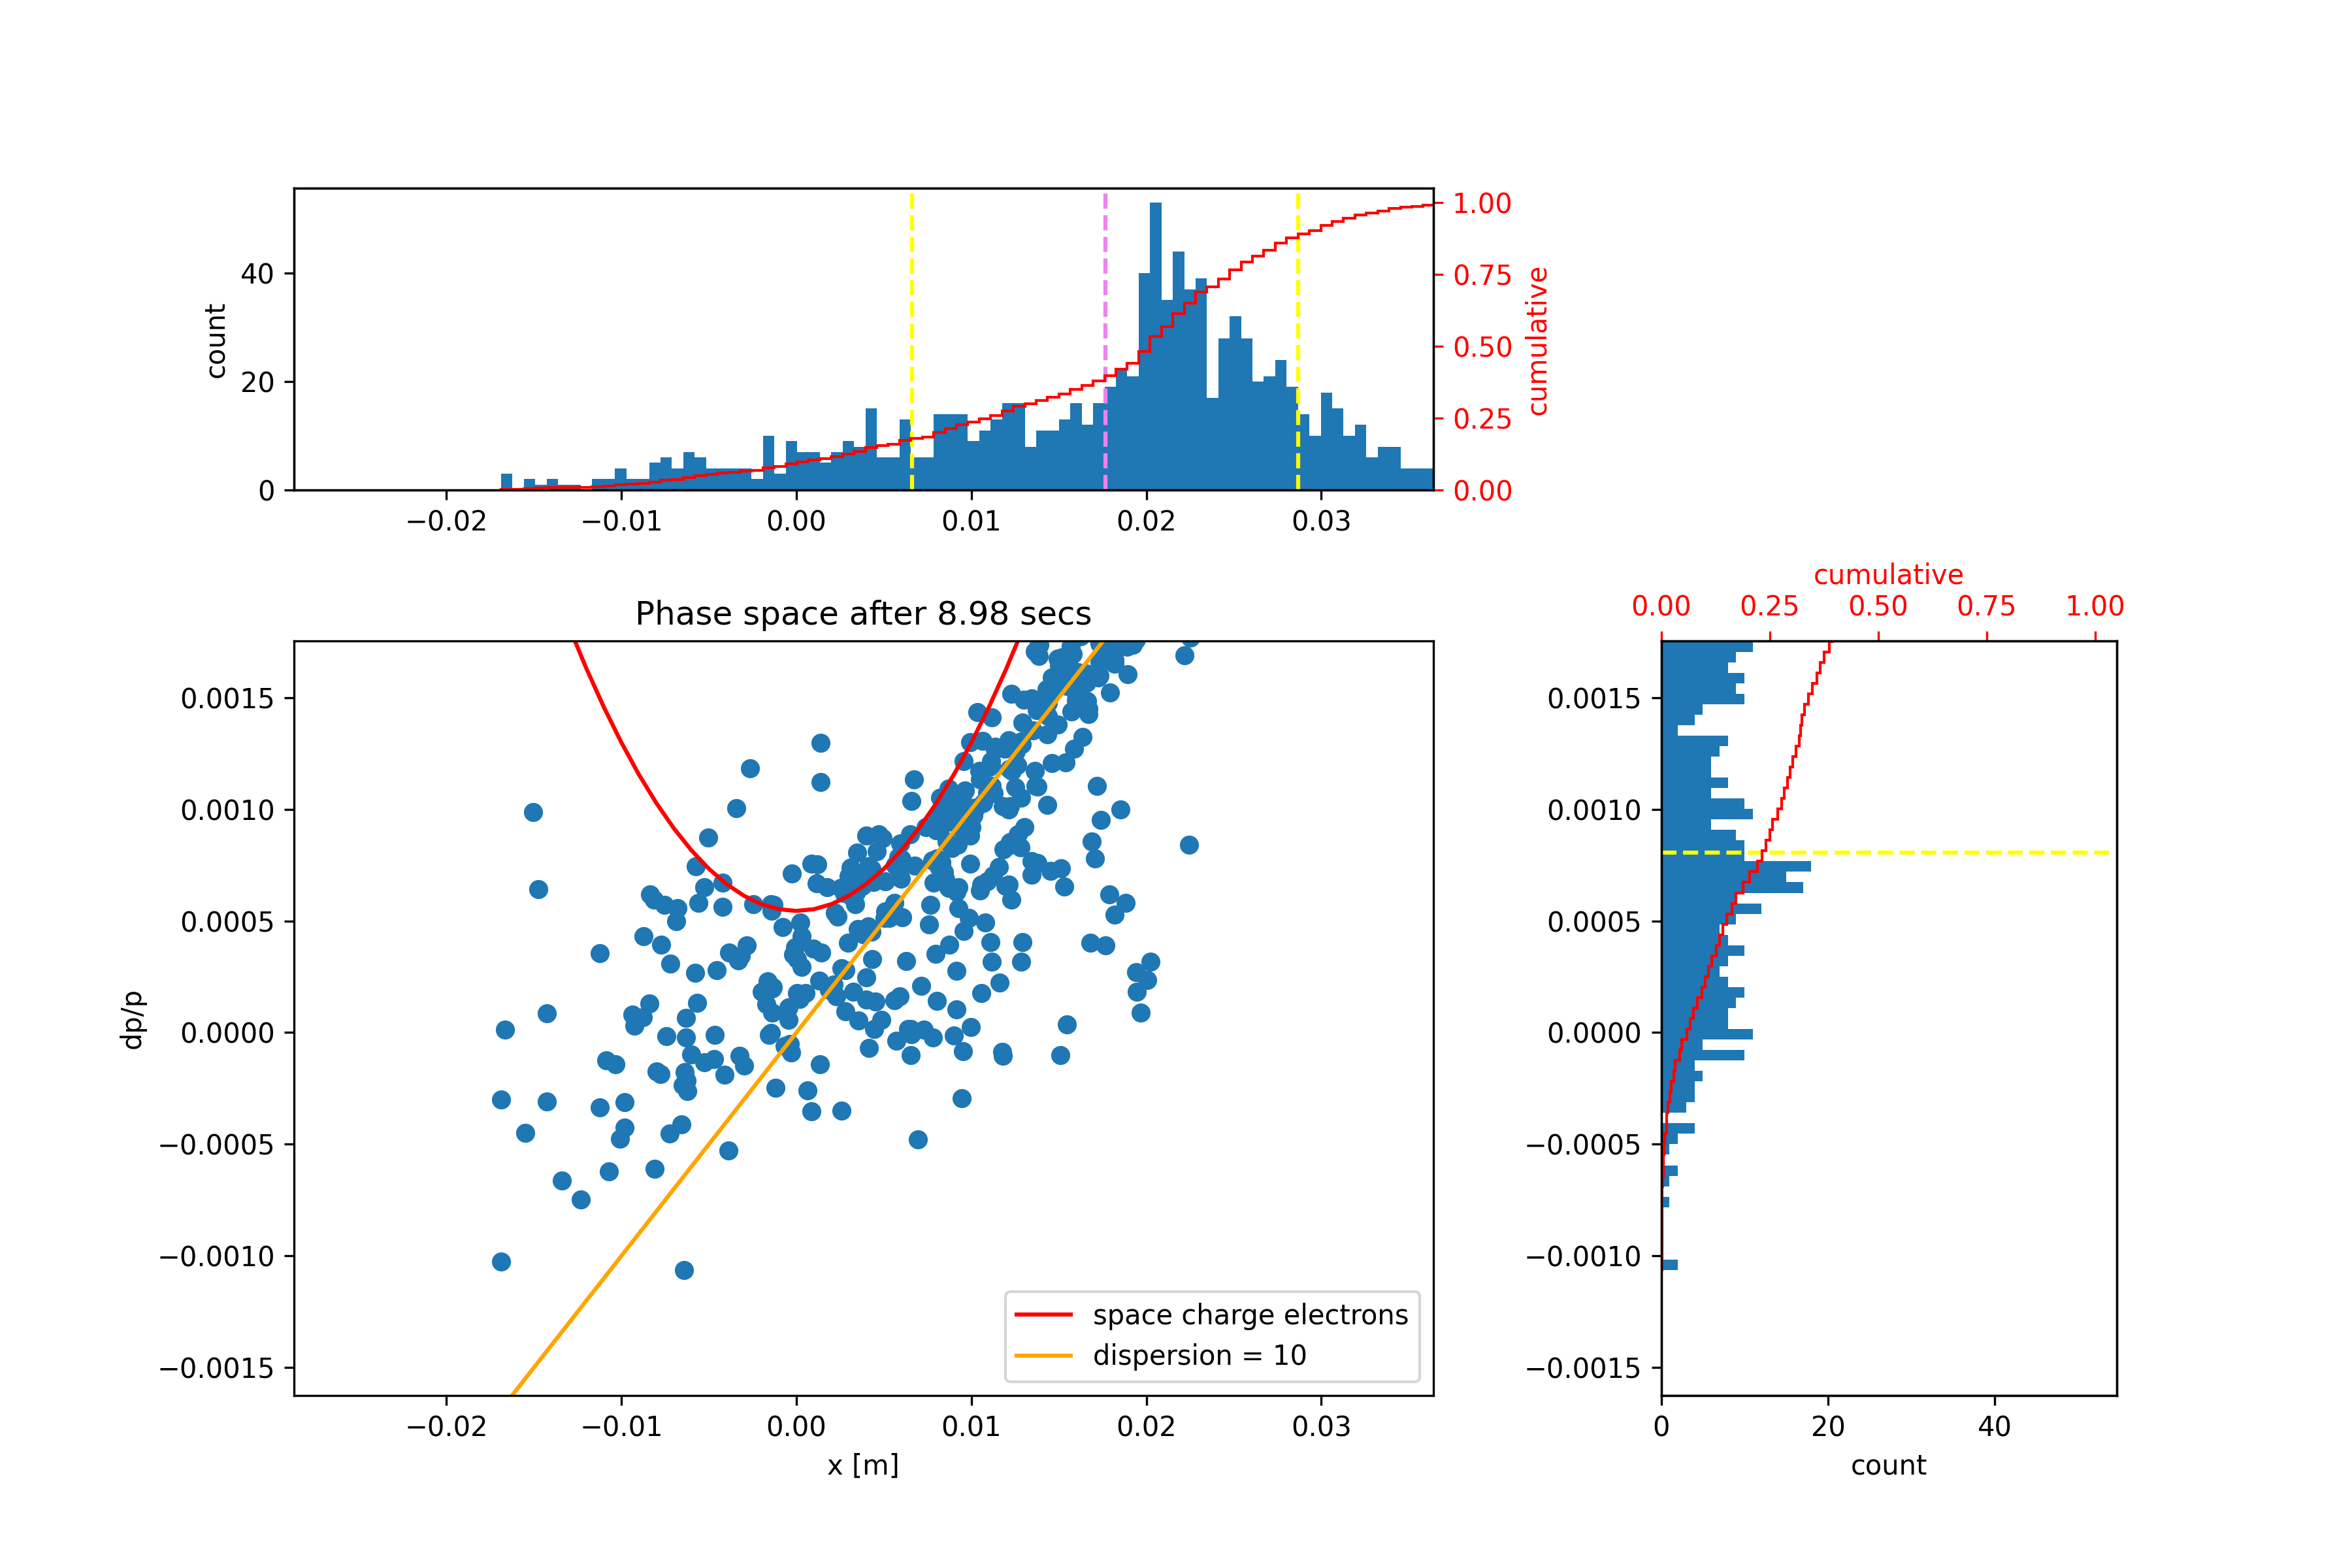 1.00
0.75
0.50
0.25
0.00
cumulative
40
20
0
count
−0.02 −0.01 0.00 0.01 0.02 0.03
cumulative
0.00 0.25 0.50 0.75 1.00
Phase space after 8.98 secs
0.0015
0.0010
0.0005
0.0000
−0.0005
−0.0010
−0.0015
dp/p
space charge electrons
dispersion = 10
−0.02 −0.01 0.00 0.01 0.02 0.03
x [m]
0.0015
0.0010
0.0005
0.0000
−0.0005
−0.0010
−0.0015
0 20 40
count